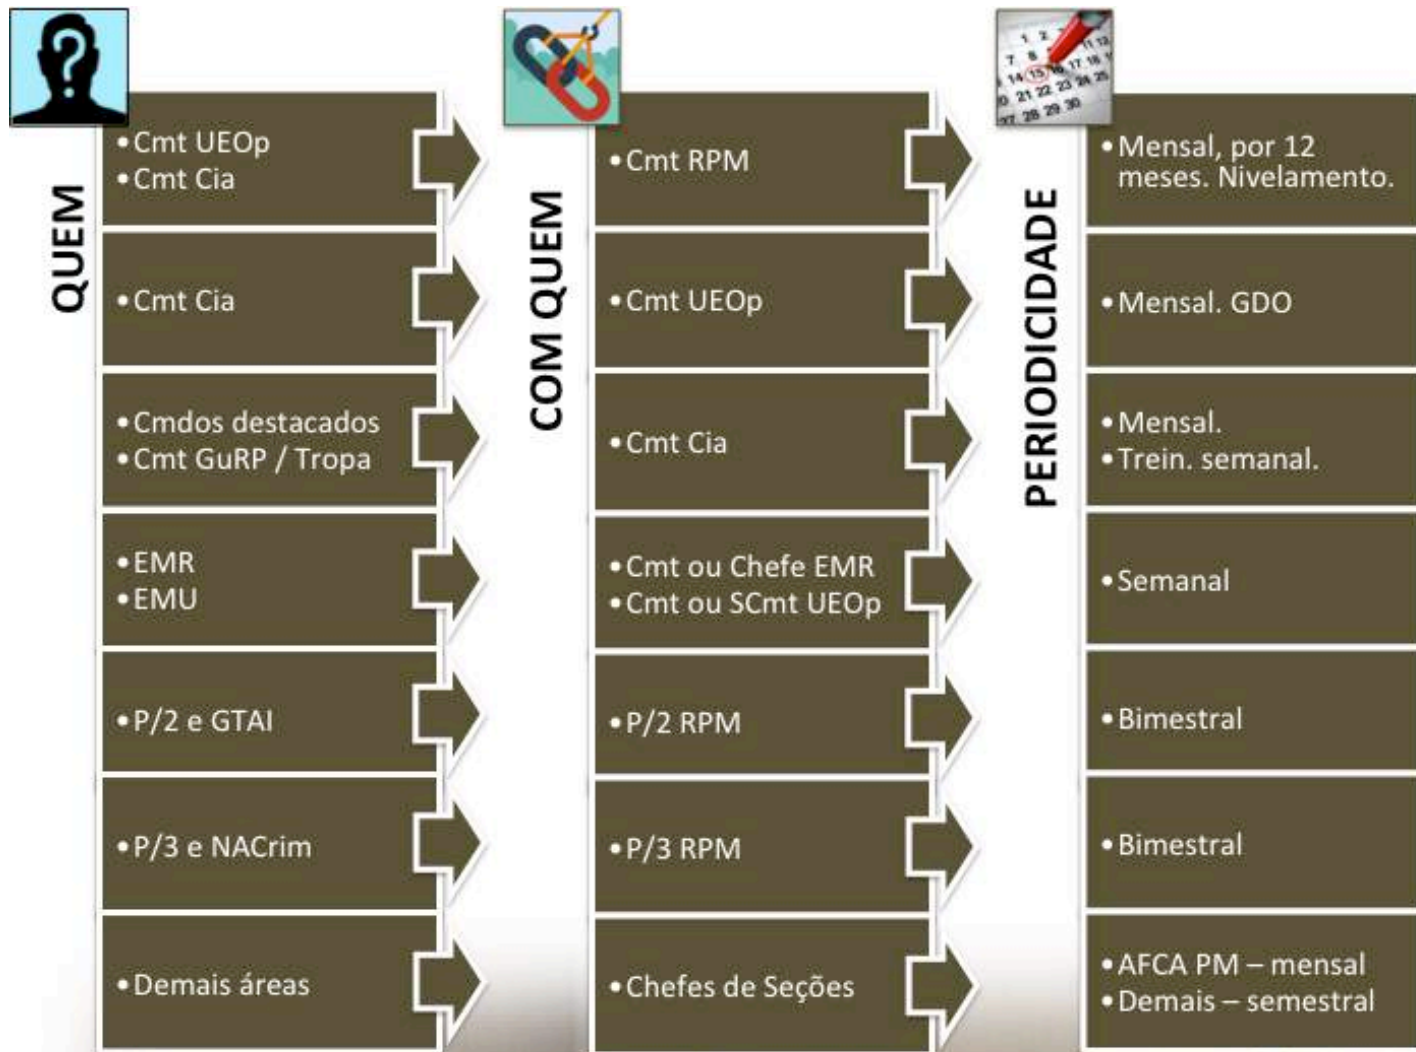 QUEM
COM QUEM
PERIODICIDADE
•Cmt UEOp
•Cmt Cia
•Cmt RPM
•Mensal, por 12
meses. Nivelamento.
•Cmt Cia
•Cmt UEOp
•Mensal. GDO
•Cmdos destacados
•Cmt GuRP / Tropa
•Cmt Cia
•Mensal.
•Trein. semanal.
•EMR
•EMU
•Cmt ou Chefe EMR
•Cmt ou SCmt UEOp
•Semanal
•P/2 e GTAI
•P/2 RPM
•Bimestral
•P/3 e NACrim
•P/3 RPM
•Bimestral
•Demais áreas
•Chefes de Seções
•AFCA PM – mensal
•Demais – semestral